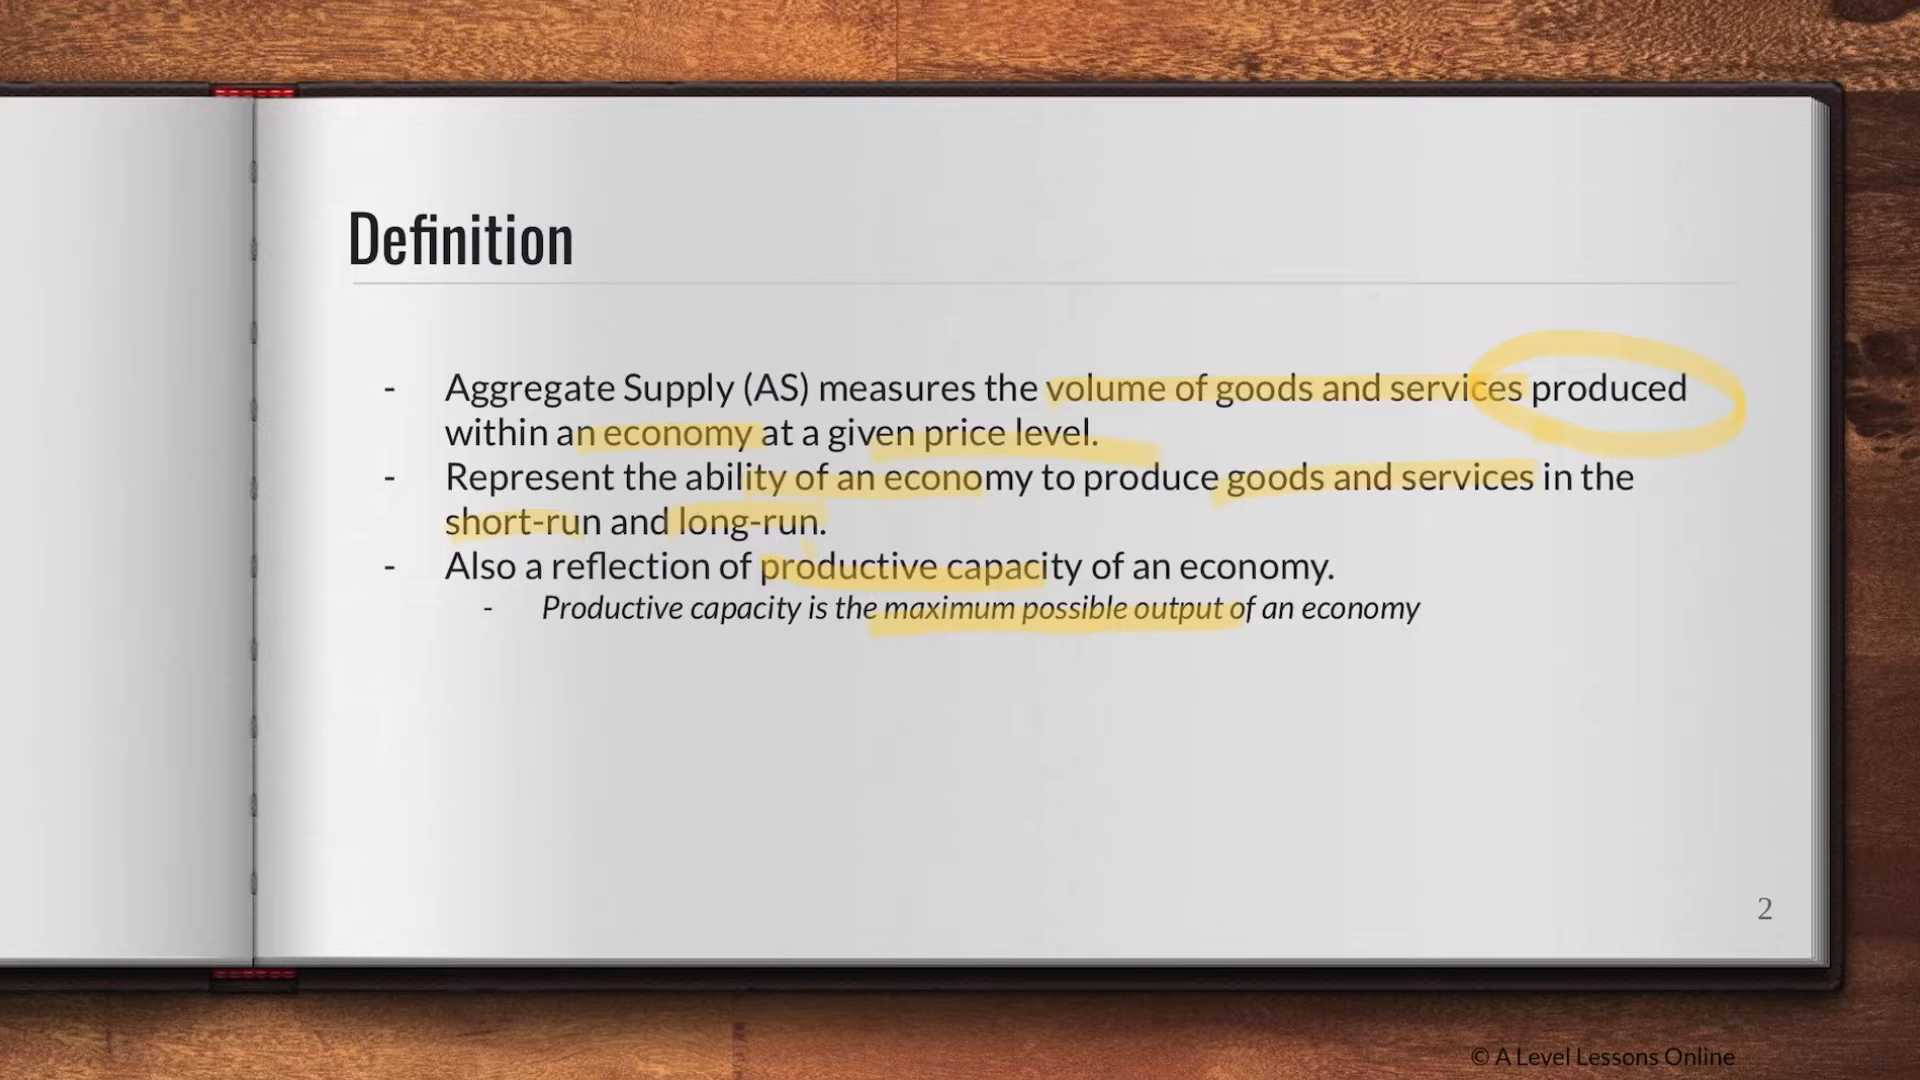 Definition
- Aggregate Supply (AS) measures the volume of goods and services produced
within an economy at a given price level.
- Represent the ability of an economy to produce goods and services in the
short-run and long-run.
- Also a reflection of productive capacity of an economy.
- Productive capacity is the maximum possible output of an economy
2
© A Level Lessons Online